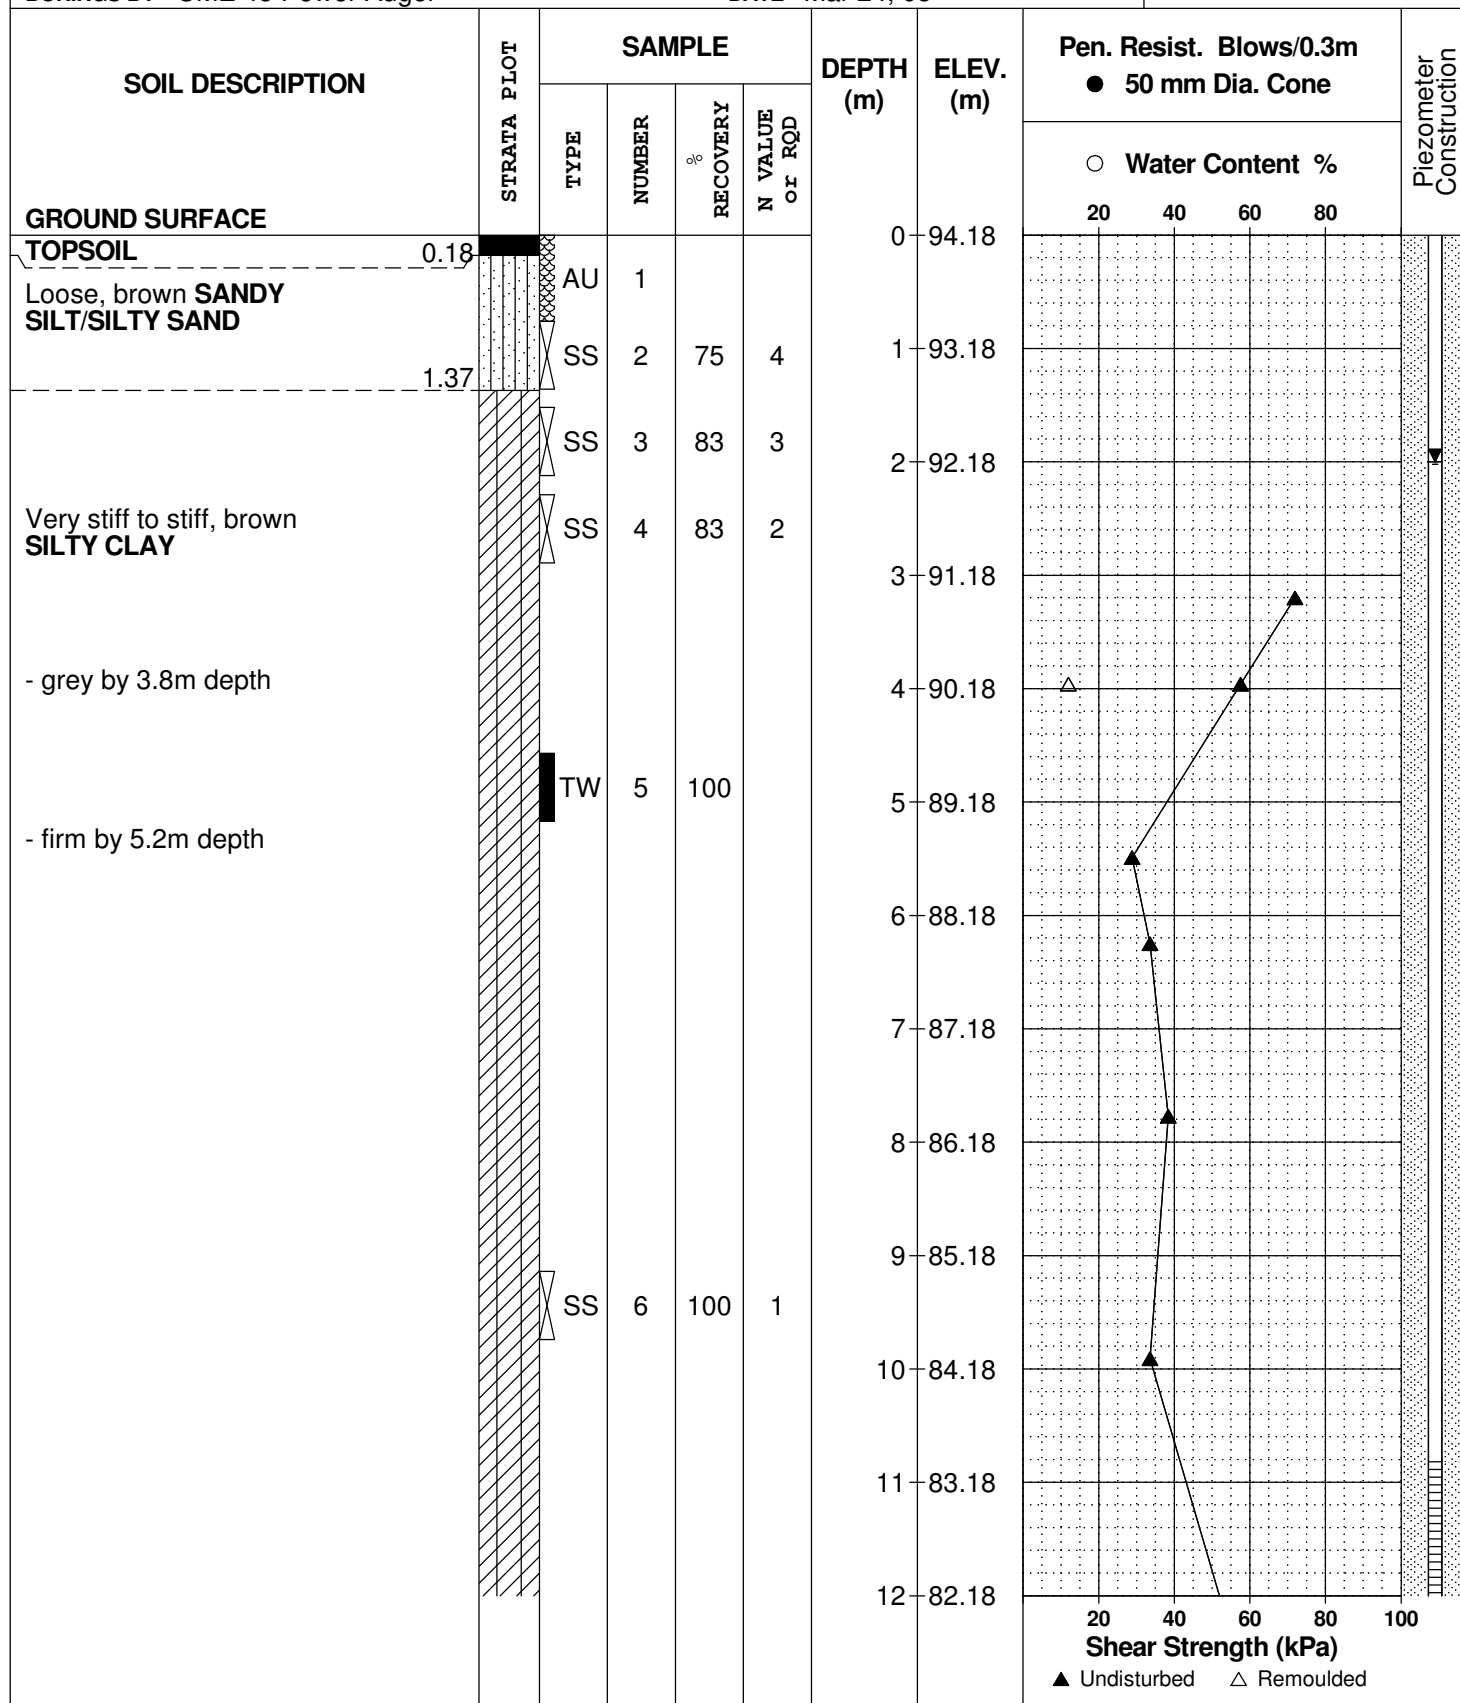 SOIL DESCRIPTION
GROUND SURFACE
STRATA PLOT
SAMPLE
TYPE
NUMBER
% RECOVERY
N VALUE or RQD
DEPTH (m)
ELEV. (m)
Pen. Resist. Blows/0.3m
● 50 mm Dia. Cone
○ Water Content %
20 40 60 80
Piezometer Construction
0 94.18
TOPSOIL 0.18
AU 1
Loose, brown SANDY
SILT/SILTY SAND
1 93.18
SS 2 75 4
1.37
SS 3 83 3
2 92.18
Very stiff to stiff, brown
SILTY CLAY
SS 4 83 2
3 91.18
- grey by 3.8m depth
4 90.18
TW 5 100
5 89.18
- firm by 5.2m depth
6 88.18
7 87.18
8 86.18
9 85.18
SS 6 100 1
10 84.18
11 83.18
12 82.18
20 40 60 80 100
Shear Strength (kPa)
▲ Undisturbed △ Remoulded